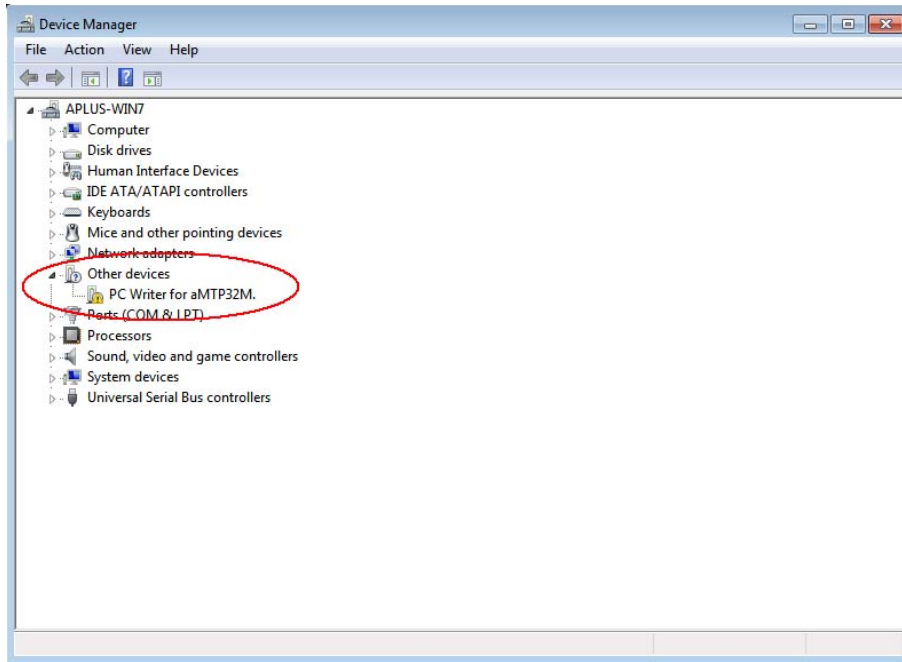 Device Manager
File Action View Help
APLUS-WIN7
Computer
Disk drives
Human Interface Devices
IDE ATA/ATAPI controllers
Keyboards
Mice and other pointing devices
Network adapters
Other devices
PC Writer for aMTP32M.
Ports (COM & LPT)
Processors
Sound, video and game controllers
System devices
Universal Serial Bus controllers